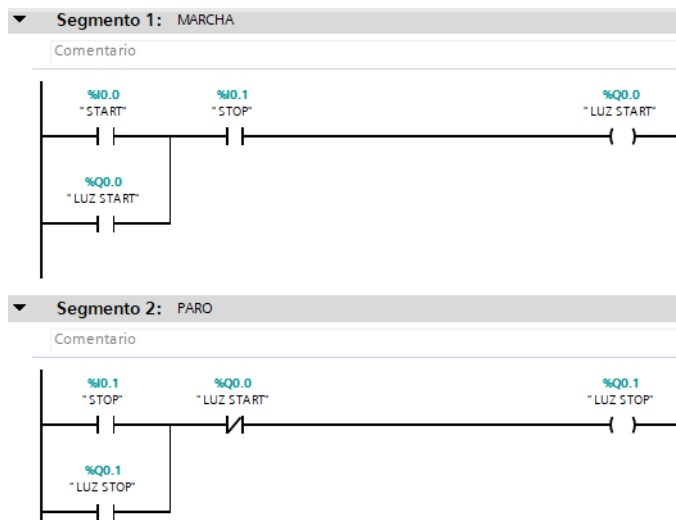 Segmento 1: MARCHA
Comentario
%I0.0 %I0.1 %Q0.0
"START" "STOP" "LUZ START"
%Q0.0
"LUZ START"
Segmento 2: PARO
Comentario
%I0.1 %Q0.0 %Q0.1
"STOP" "LUZ START" "LUZ STOP"
%Q0.1
"LUZ STOP"